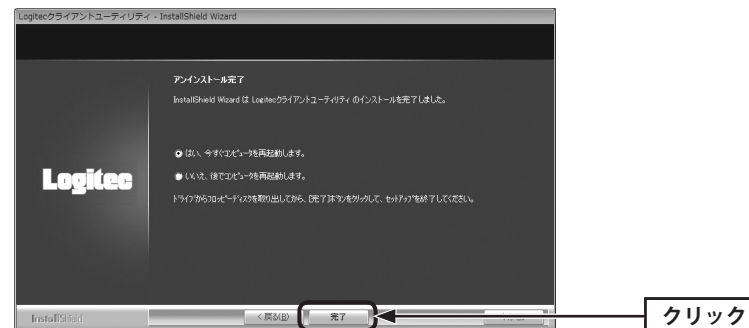 Logitecクライアントユーティリティ - InstallShield Wizard
アンインストール完了
InstallShield Wizard は Logitecクライアントユーティリティ のインストールを完了しました。
はい、今すぐコンピュータを再起動します。
いいえ、後でコンピュータを再起動します。
ドライブからフロッピーディスクを取り出してから、[完了]ボタンをクリックして、セットアップを終了してください。
Logitec
InstallShield
< 戻る(B)
完了
クリック